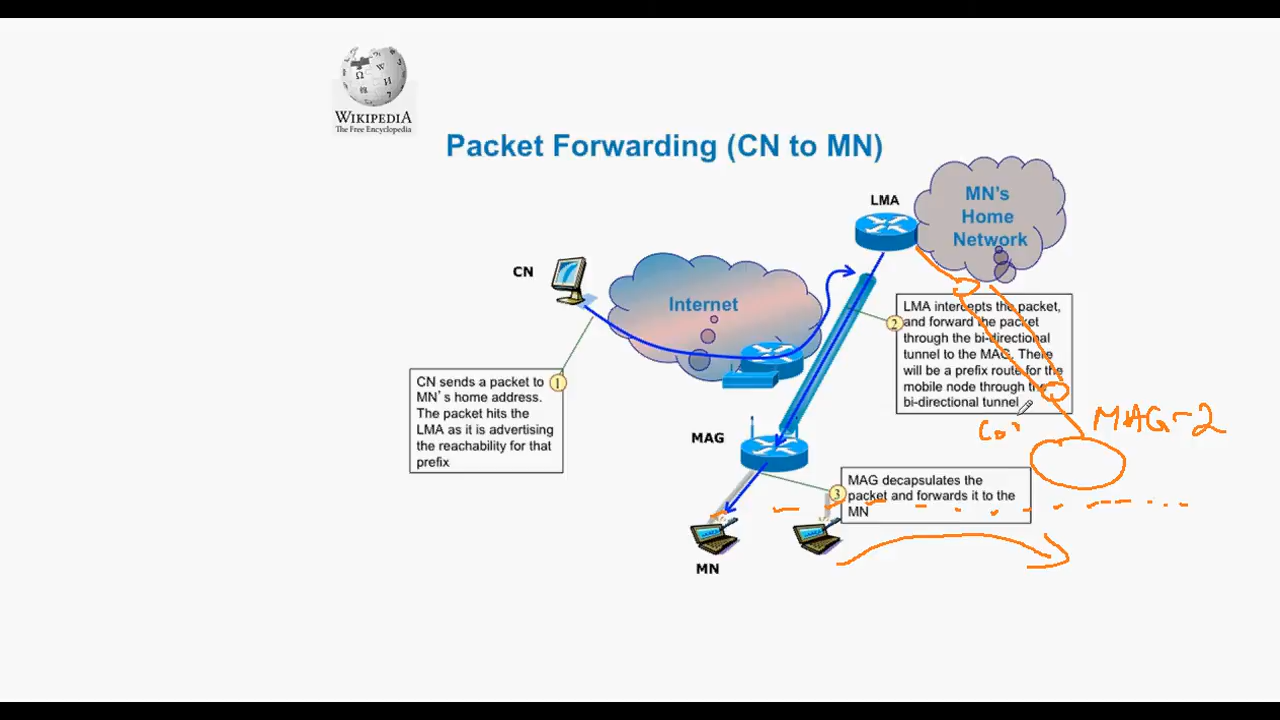 WIKIPEDIA
The Free Encyclopedia
Packet Forwarding (CN to MN)
LMA
MN's
Home
Network
CN
Internet
LMA intercepts the packet,
and forward the packet
through the bi-directional
tunnel to the MAG. There
will be a prefix route for the
mobile node through the
bi-directional tunnel
2
CN sends a packet to
MN's home address.
The packet hits the
LMA as it is advertising
the reachability for that
prefix
1
MAG
MAG-2
MAG decapsulates the
packet and forwards it to the
MN
3
MN